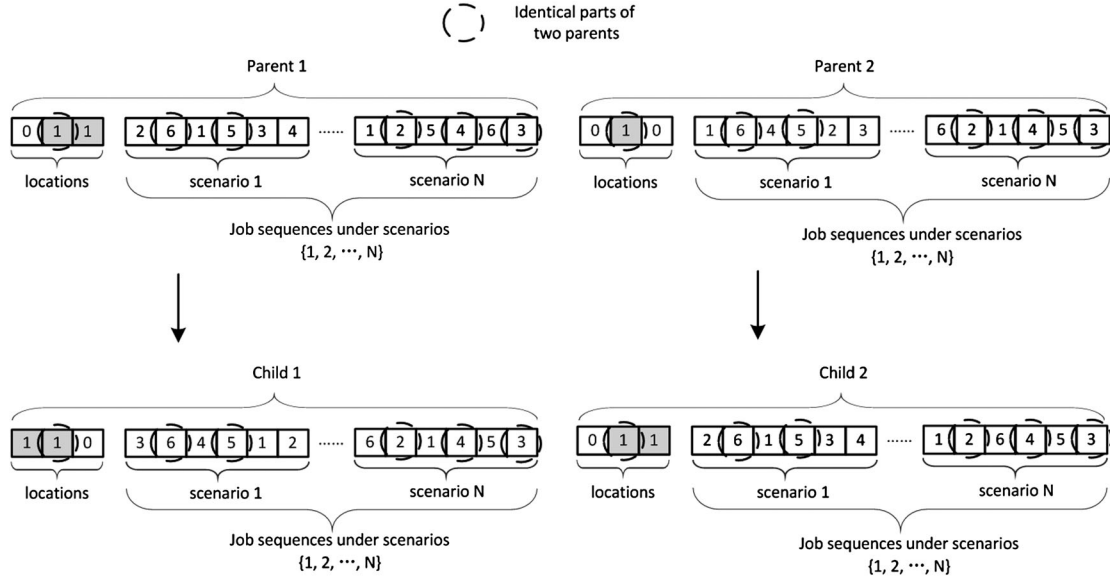 Identical parts of
two parents
Parent 1
Parent 2
0 1 1 2 6 1 5 3 4 ...... 1 2 5 4 6 3
0 1 0 1 6 4 5 2 3 ...... 6 2 1 4 5 3
locations scenario 1 scenario N
locations scenario 1 scenario N
Job sequences under scenarios
{1, 2, ···, N}
Job sequences under scenarios
{1, 2, ···, N}
Child 1
Child 2
1 1 0 3 6 4 5 1 2 ...... 6 2 1 4 5 3
0 1 1 2 6 1 5 3 4 ...... 1 2 6 4 5 3
locations scenario 1 scenario N
locations scenario 1 scenario N
Job sequences under scenarios
{1, 2, ···, N}
Job sequences under scenarios
{1, 2, ···, N}